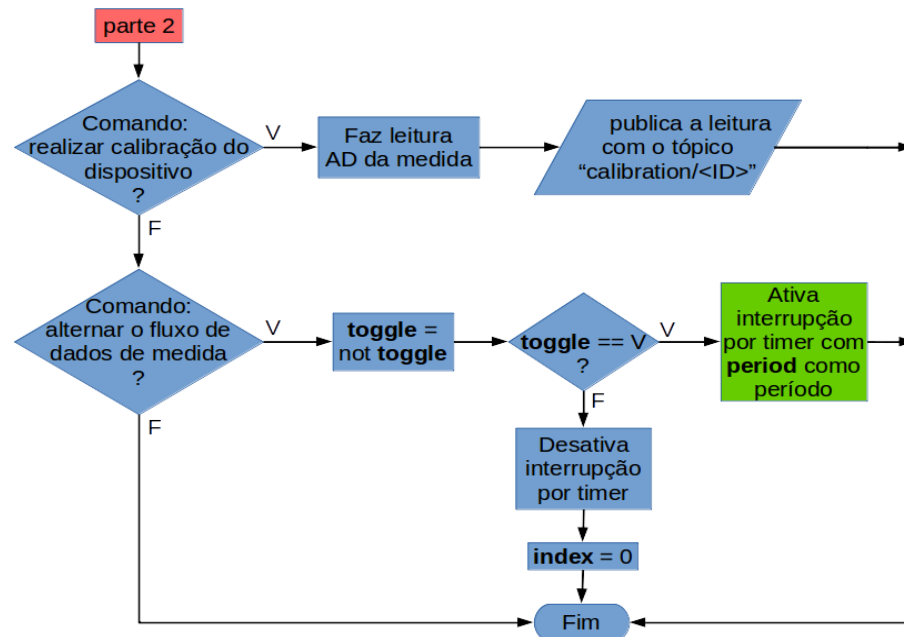 parte 2
Comando:
realizar calibração do
dispositivo
?
V
Faz leitura
AD da medida
publica a leitura
com o tópico
“calibration/<ID>”
F
Comando:
alternar o fluxo de
dados de medida
?
V
toggle =
not toggle
toggle == V
?
V
Ativa
interrupção
por timer com
period como
período
F
F
Desativa
interrupção
por timer
index = 0
Fim